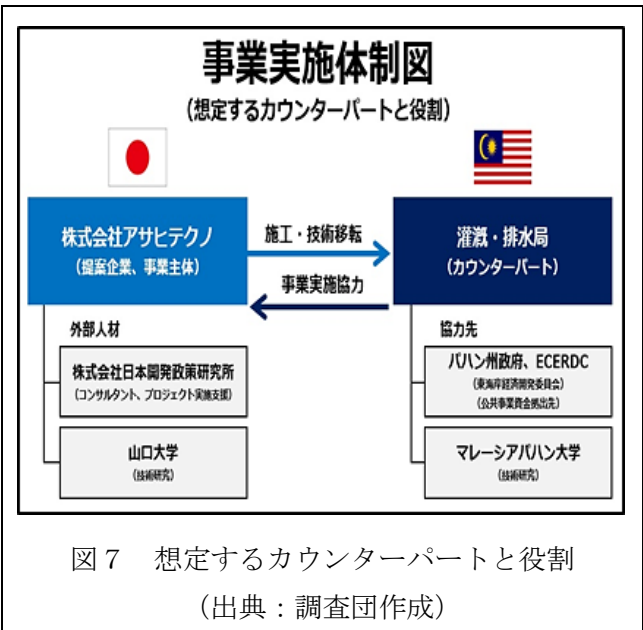 事業実施体制図
(想定するカウンターパートと役割)
株式会社アサヒテクノ
(提案企業、事業主体)
施工・技術移転
事業実施協力
灌漑・排水局
(カウンターパート)
外部人材
株式会社日本開発政策研究所
(コンサルタント、プロジェクト実施支援)
山口大学
(技術研究)
協力先
パハン州政府、ECERDC
(東海岸経済開発委員会)
(公共事業資金拠出先)
マレーシアパハン大学
(技術研究)
図7 想定するカウンターパートと役割
(出典:調査団作成)